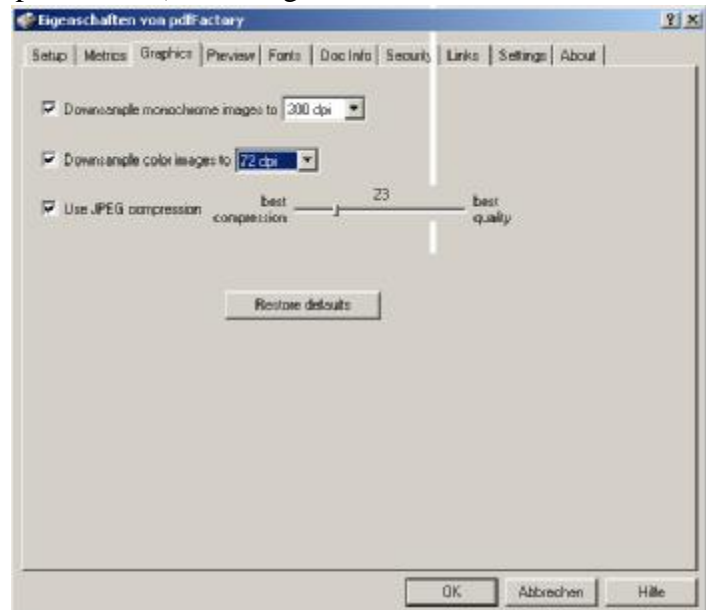 Eigenschaften von pdfFactory
Setup Metrics Graphics Preview Fonts Doc Info Security Links Settings About
Downsample monochrome images to 300 dpi
Downsample color images to 72 dpi
Use JPEG compression best compression 23 best quality
Restore defaults
OK Abbrechen Hilfe